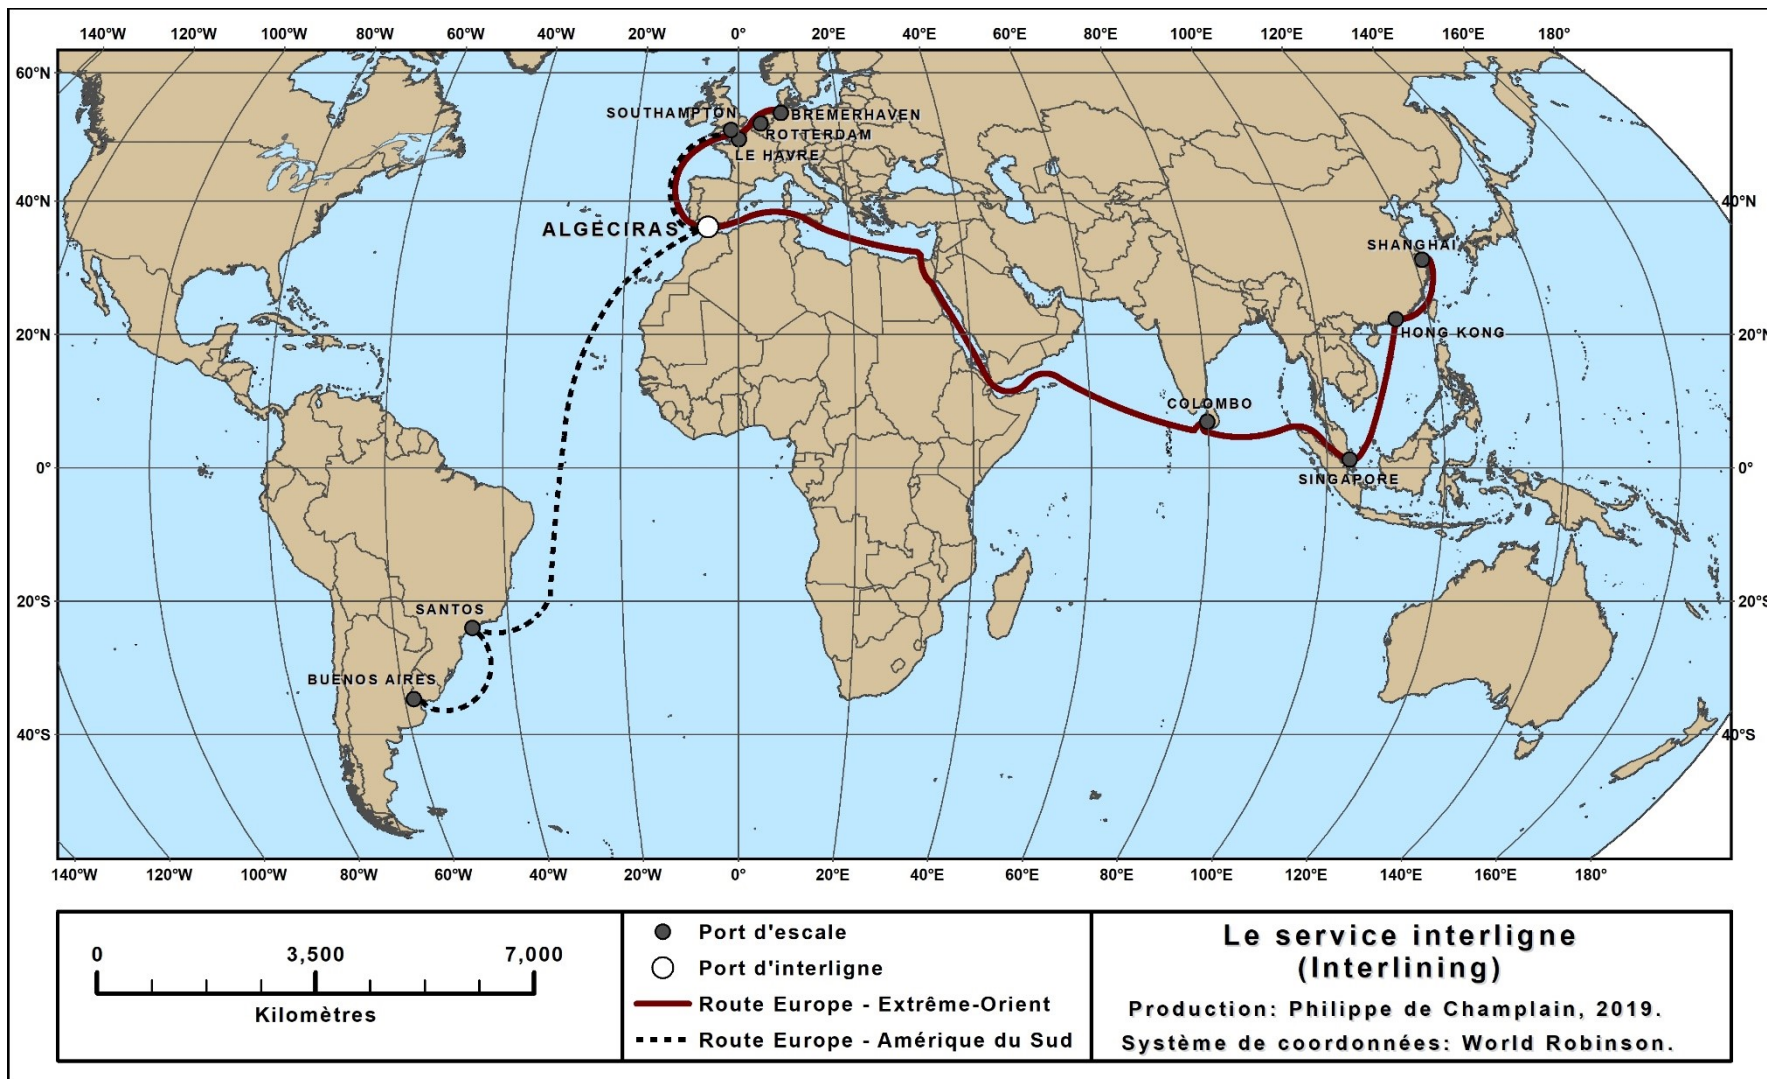 140°W 120°W 100°W 80°W 60°W 40°W 20°W 0° 20°E 40°E 60°E 80°E 100°E 120°E 140°E 160°E 180°
60°N
SOUTHAMPTON
BREMERHAVEN
ROTTERDAM
LE HAVRE
40°N 40°N
ALGÉCIRAS
SHANGHAI
20°N 20°N
HONG KONG
COLOMBO
0° 0°
SINGAPORE
20°S 20°S
SANTOS
BUENOS AIRES
40°S 40°S
140°W 120°W 100°W 80°W 60°W 40°W 20°W 0° 20°E 40°E 60°E 80°E 100°E 120°E 140°E 160°E 180°
0 3,500 7,000
Kilomètres
Port d'escale
Port d'interligne
Route Europe - Extrême-Orient
Route Europe - Amérique du Sud
Le service interligne
(Interlining)
Production: Philippe de Champlain, 2019.
Système de coordonnées: World Robinson.